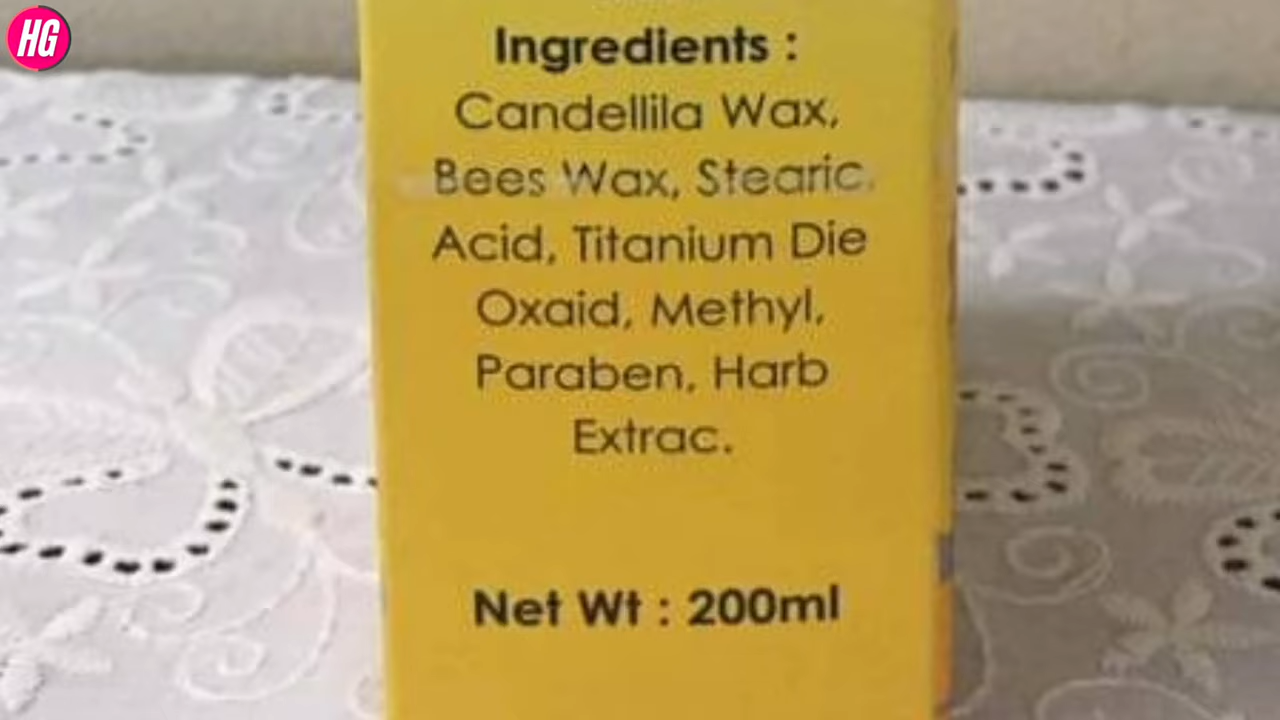 HG
Ingredients :
Candellila Wax,
Bees Wax, Stearic,
Acid, Titanium Die
Oxaid, Methyl,
Paraben, Harb
Extrac.
Net Wt : 200ml